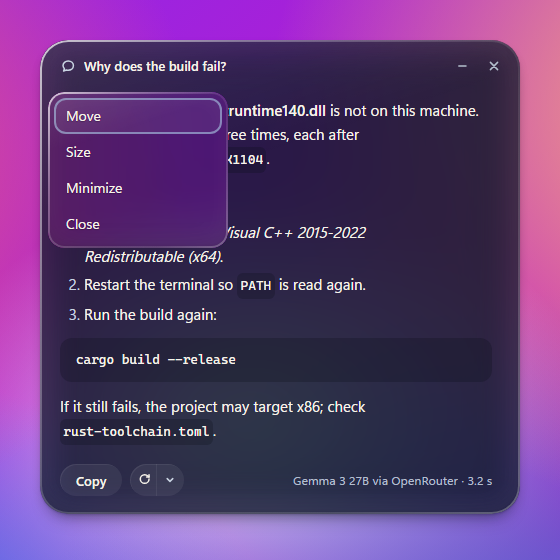 Why does the build fail?
Move
Size
Minimize
Close
runtime140.dll is not on this machine.
ree times, each after
1104.
Visual C++ 2015-2022
Redistributable (x64).
2. Restart the terminal so PATH is read again.
3. Run the build again:
cargo build --release
If it still fails, the project may target x86; check
rust-toolchain.toml.
Copy
Gemma 3 27B via OpenRouter · 3.2 s